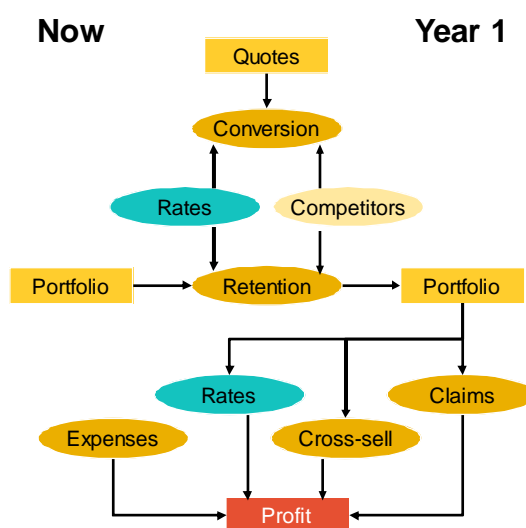 Now
Year 1
Quotes
Conversion
Rates
Competitors
Portfolio
Retention
Portfolio
Rates
Claims
Expenses
Cross-sell
Profit